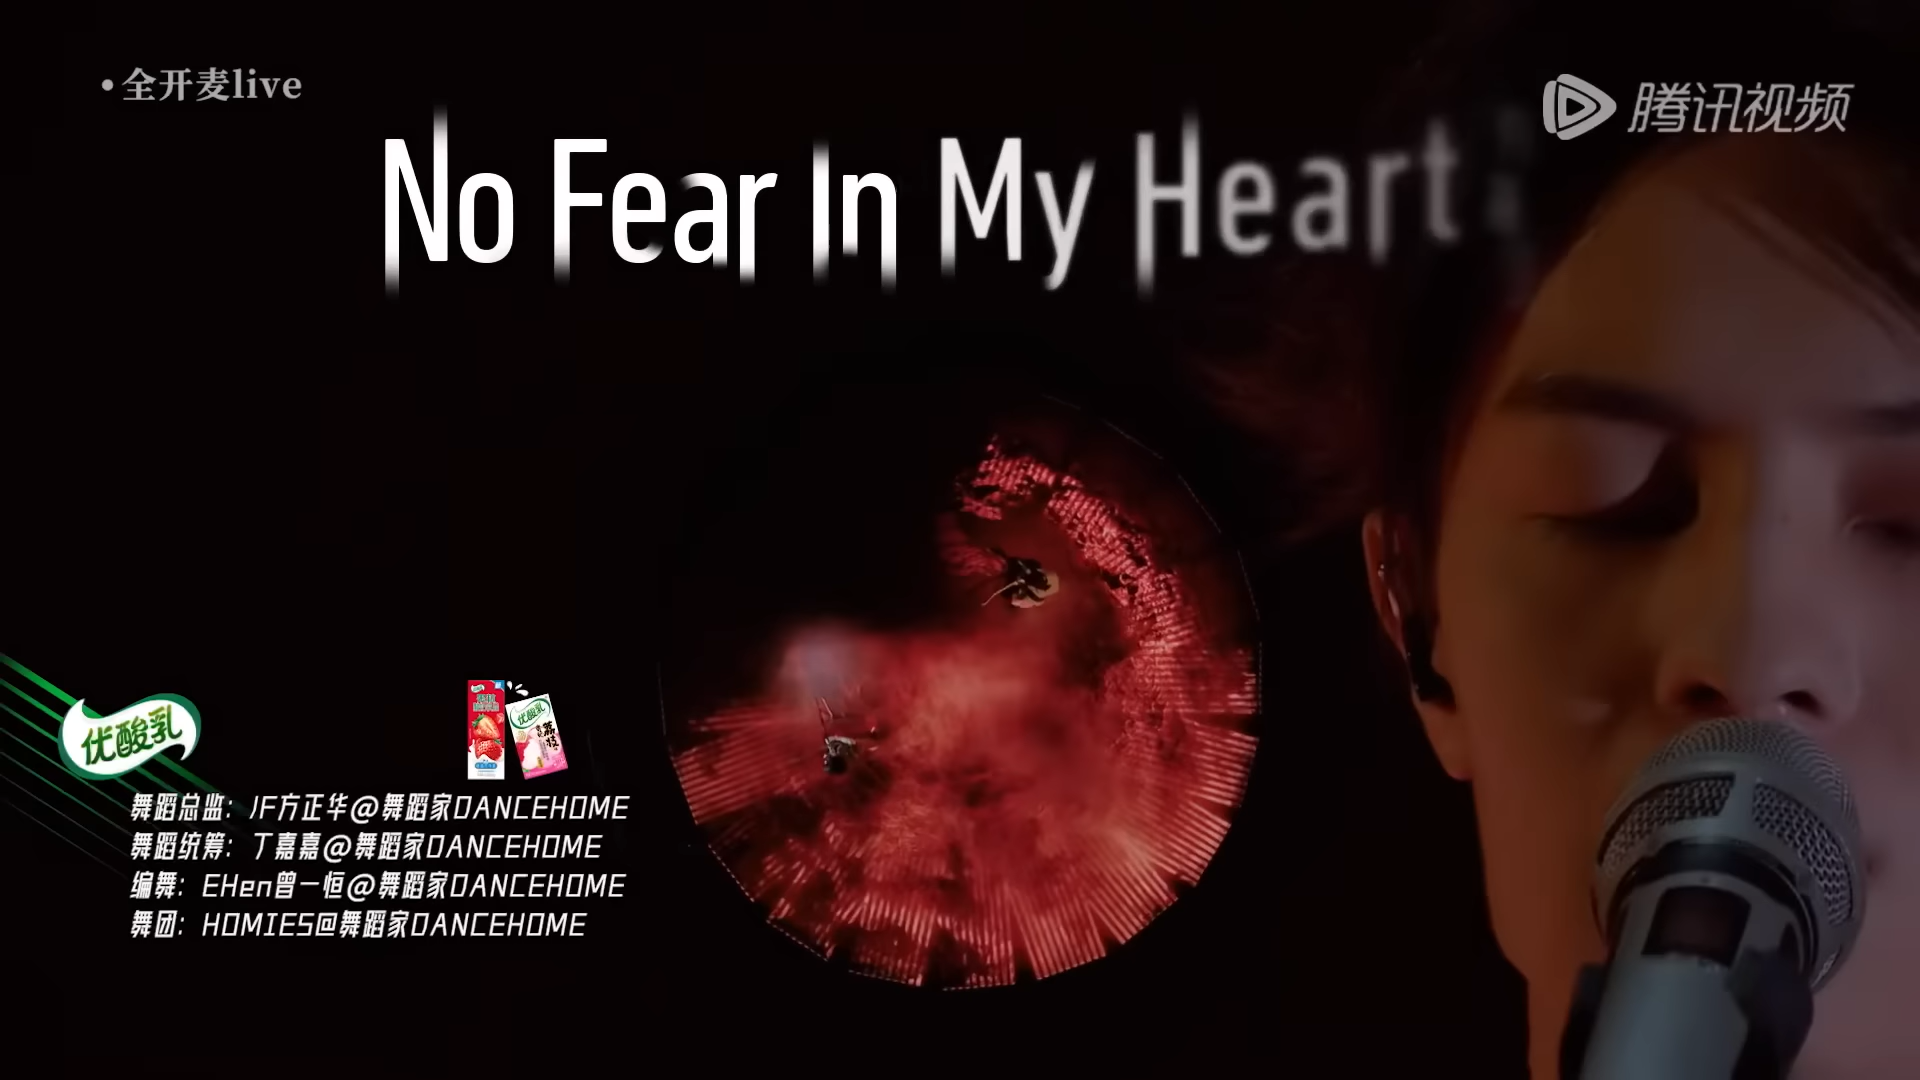 •全开麦live
腾讯视频
No Fear In My Heart
优酸乳
优酸乳
荔枝
舞蹈总监：JF方正华@舞蹈家DANCEHOME
舞蹈统筹：丁嘉嘉@舞蹈家DANCEHOME
编舞：EHen曾一恒@舞蹈家DANCEHOME
舞团：HOMIES@舞蹈家DANCEHOME